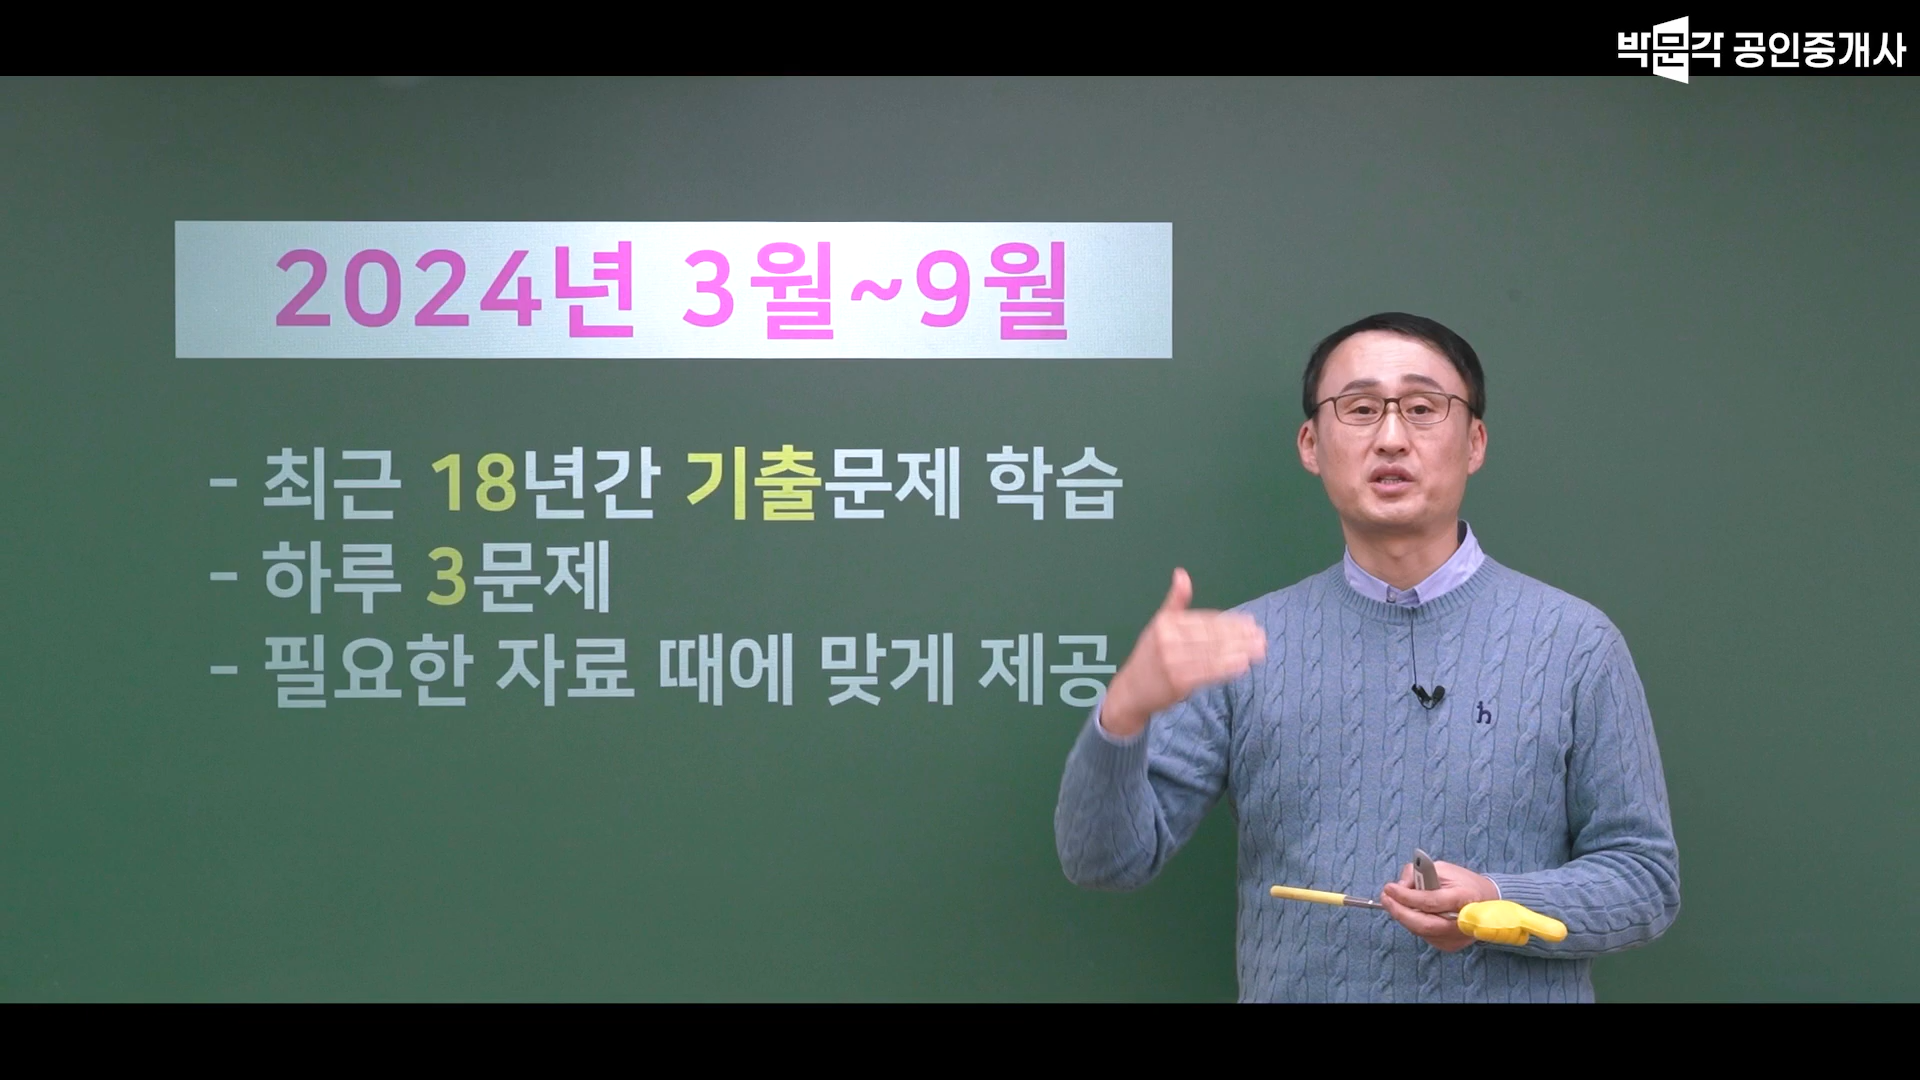 박문각 공인중개사
2024년 3월~9월
- 최근 18년간 기출문제 학습
- 하루 3문제
- 필요한 자료 때에 맞게 제공
h